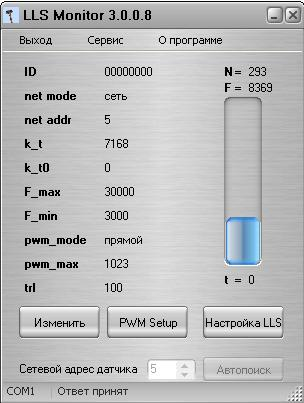 LLS Monitor 3.0.0.8
Выход Сервис О программе
ID 00000000
N = 293
F = 8369
net mode сеть
net addr 5
k_t 7168
k_t0 0
F_max 30000
F_min 3000
pwm_mode прямой
pwm_max 1023
trl 100
t = 0
Изменить PWM Setup Настройка LLS
Сетевой адрес датчика 5 Автопоиск
COM1 Ответ принят